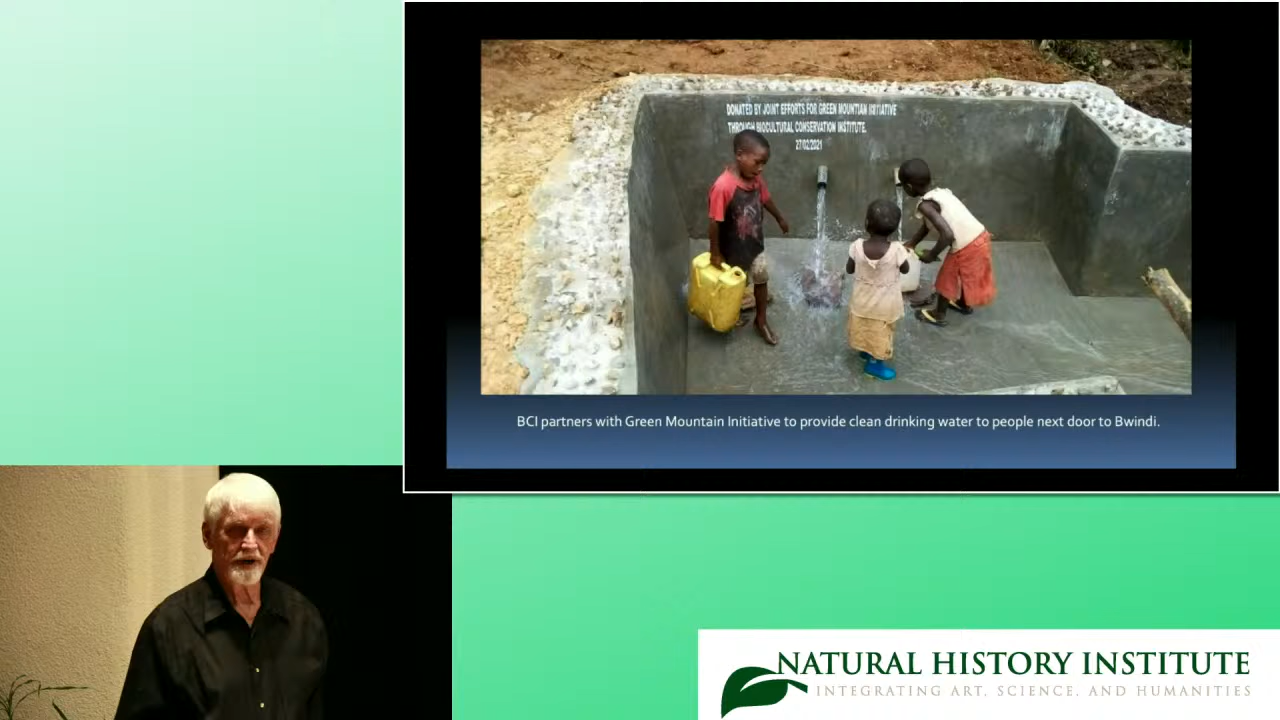 DONATED BY JOINT EFFORTS FOR GREEN MOUNTIAN INITIATIVE
THROUGH BIOCULTURAL CONSERVATION INSTITUTE.
27/02/2021
BCI partners with Green Mountain Initiative to provide clean drinking water to people next door to Bwindi.
NATURAL HISTORY INSTITUTE
INTEGRATING ART, SCIENCE, AND HUMANITIES